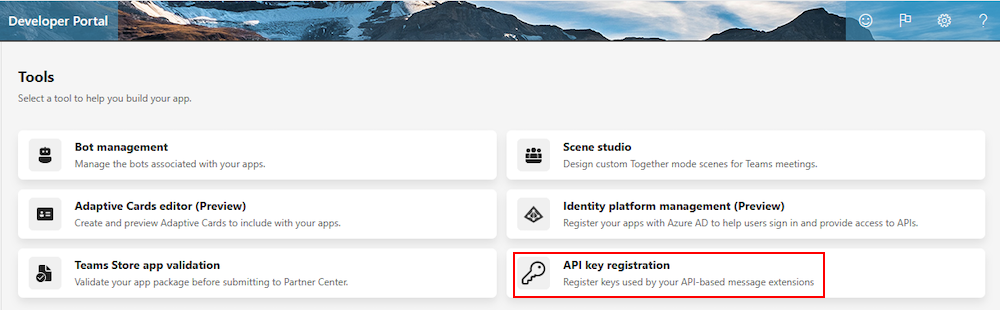 Developer Portal
Tools
Select a tool to help you build your app.
Bot management
Manage the bots associated with your apps.
Scene studio
Design custom Together mode scenes for Teams meetings.
Adaptive Cards editor (Preview)
Create and preview Adaptive Cards to include with your apps.
Identity platform management (Preview)
Register your apps with Azure AD to help users sign in and provide access to APIs.
Teams Store app validation
Validate your app package before submitting to Partner Center.
API key registration
Register keys used by your API-based message extensions